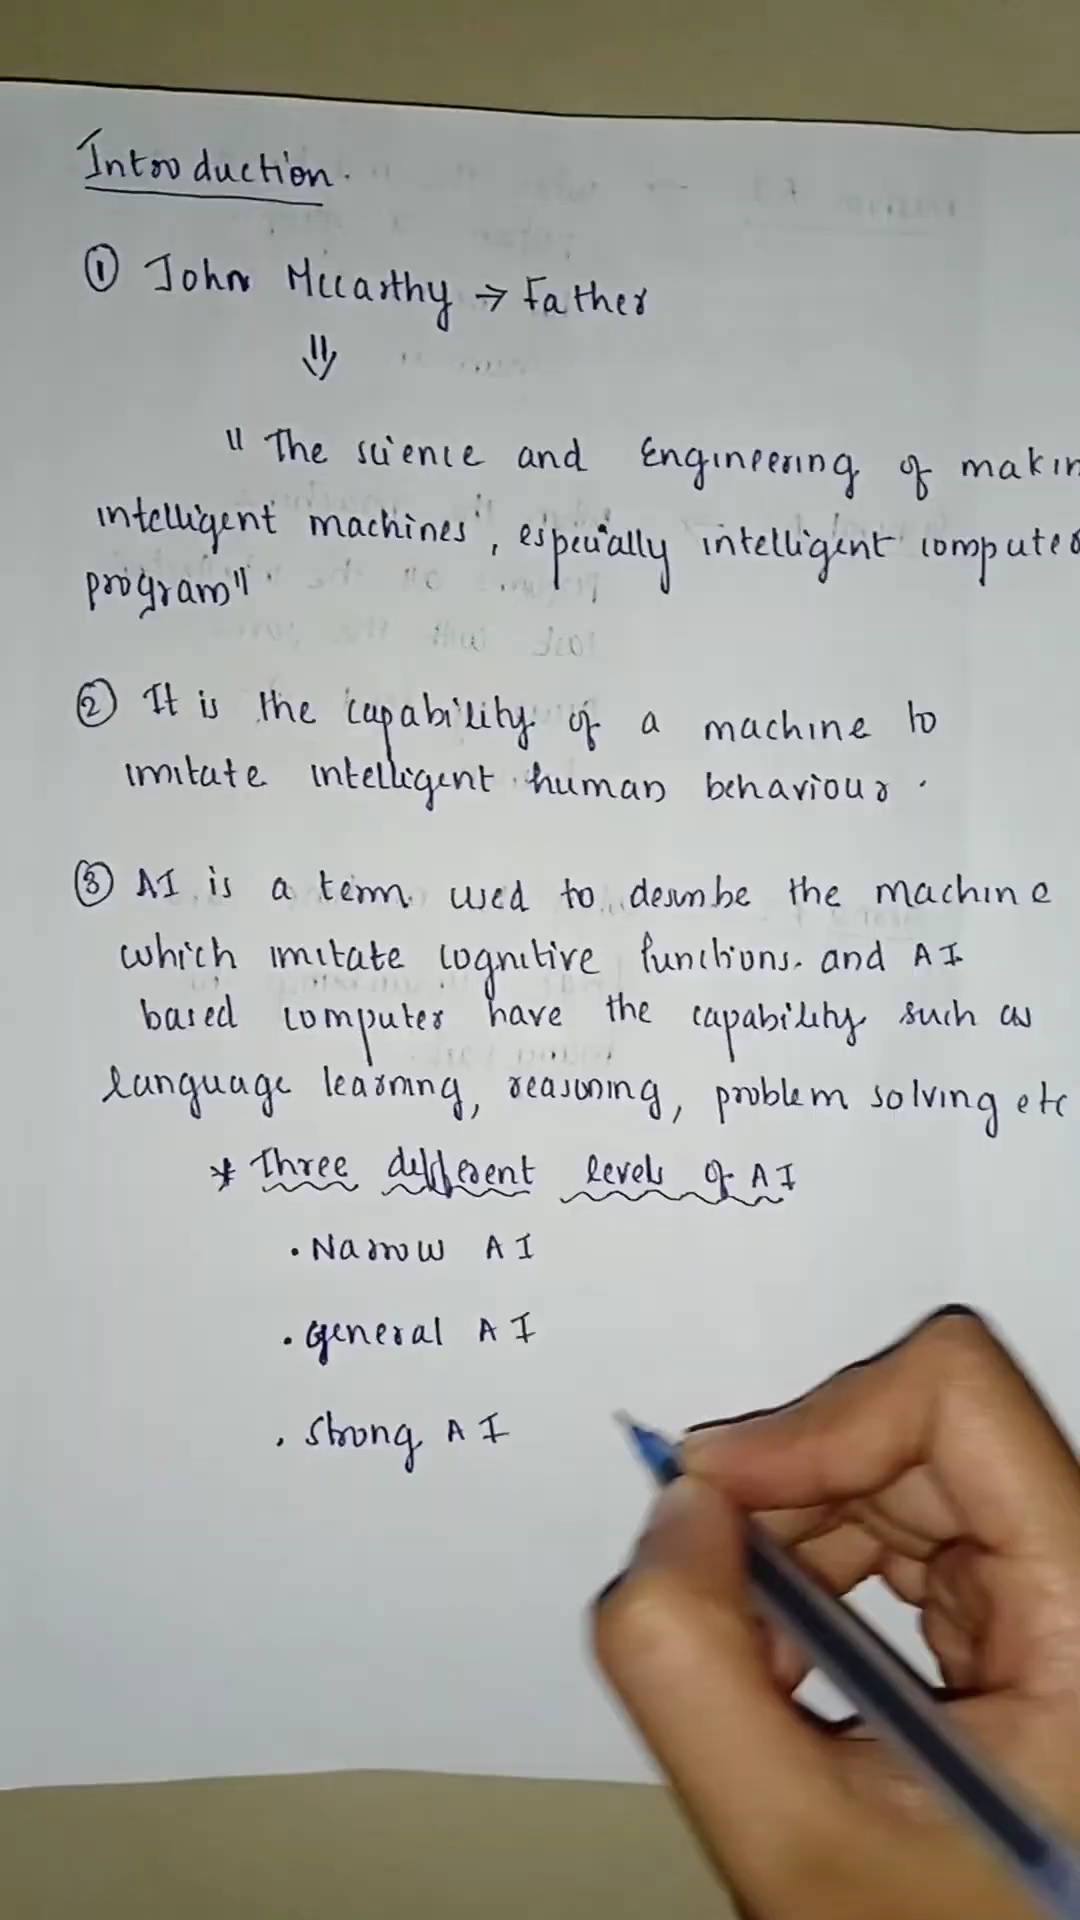 Introduction.
① John Mccarthy → Father
⇓
" The science and Engineering of makin
intelligent machines", especially intelligent computer
program".
② It is the capability of a machine to
imitate intelligent human behaviour.
③ AI is a term used to describe the machine
which imitate cognitive functions. and AI
based computer have the capability such as
language learning, reasoning, problem solving etc
* Three different levels of AI
. Narrow AI
. General AI
. Strong AI